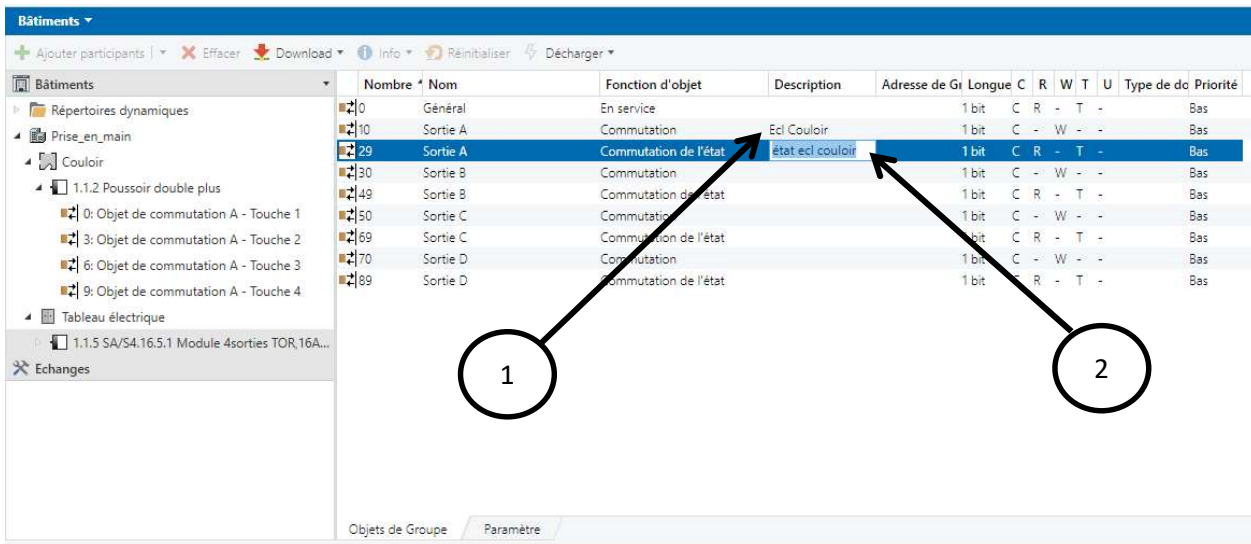 Bâtiments
Ajouter participants Effacer Download Info Réinitialiser Décharger
Bâtiments
Répertoires dynamiques
Prise_en_main
Couloir
1.1.2 Poussoir double plus
0: Objet de commutation A - Touche 1
3: Objet de commutation A - Touche 2
6: Objet de commutation A - Touche 3
9: Objet de commutation A - Touche 4
Tableau électrique
1.1.5 SA/S4.16.5.1 Module 4sorties TOR,16A...
Echanges
Nombre Nom Fonction d'objet Description Adresse de Gr Longue C R W T U Type de do Priorité
0 Général En service 1 bit C R - T - Bas
10 Sortie A Commutation Ecl Couloir 1 bit C - W - - Bas
29 Sortie A Commutation de l'état état ecl couloir 1 bit C R - T - Bas
30 Sortie B Commutation 1 bit C - W - - Bas
49 Sortie B Commutation de l'état 1 bit C R - T - Bas
50 Sortie C Commutation 1 bit C - W - - Bas
69 Sortie C Commutation de l'état 1 bit C R - T - Bas
70 Sortie D Commutation 1 bit C - W - - Bas
89 Sortie D Commutation de l'état 1 bit C R - T - Bas
1
2
Objets de Groupe Paramètre